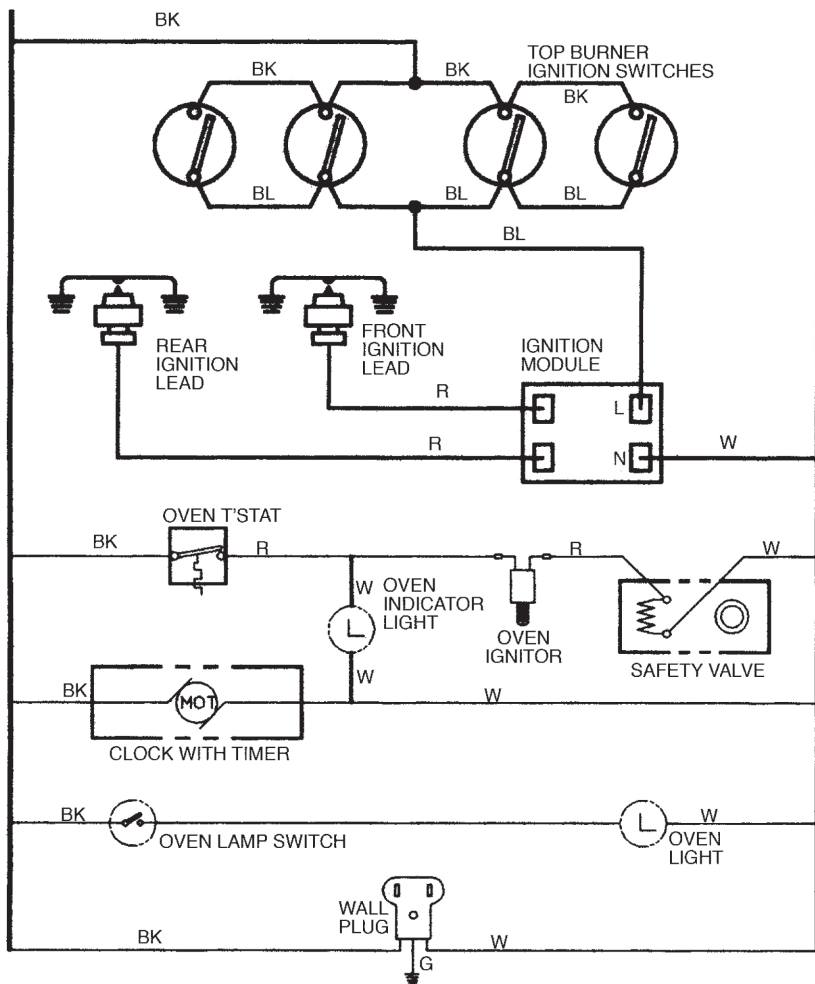 BK
TOP BURNER
IGNITION SWITCHES
BK
BK
BK
BL
BL
BL
BL
REAR
IGNITION
LEAD
FRONT
IGNITION
LEAD
IGNITION
MODULE
R
L
R
N
W
OVEN T'STAT
BK
R
R
W
W
OVEN
INDICATOR
LIGHT
L
OVEN
IGNITOR
SAFETY VALVE
W
BK
MOT
W
CLOCK WITH TIMER
BK
OVEN LAMP SWITCH
L
W
OVEN
LIGHT
WALL
PLUG
BK
W
G